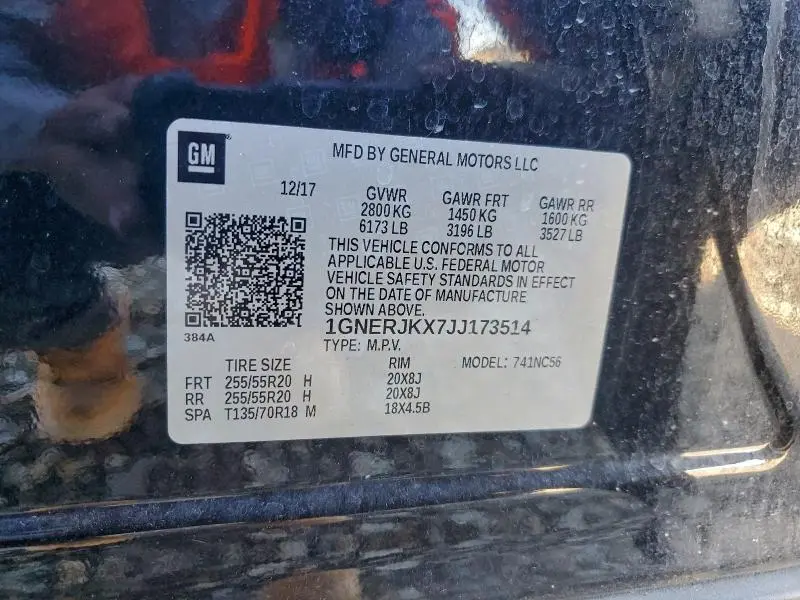 GM
MFD BY GENERAL MOTORS LLC
12/17 GVWR GAWR FRT GAWR RR
2800 KG 1450 KG 1600 KG
6173 LB 3196 LB 3527 LB
THIS VEHICLE CONFORMS TO ALL
APPLICABLE U.S. FEDERAL MOTOR
VEHICLE SAFETY STANDARDS IN EFFECT
ON THE DATE OF MANUFACTURE
SHOWN ABOVE.
384A
1GNERJKX7JJ173514
TYPE: M.P.V. MODEL: 741NC56
TIRE SIZE RIM
FRT 255/55R20 H 20X8J
RR 255/55R20 H 20X8J
SPA T135/70R18 M 18X4.5B